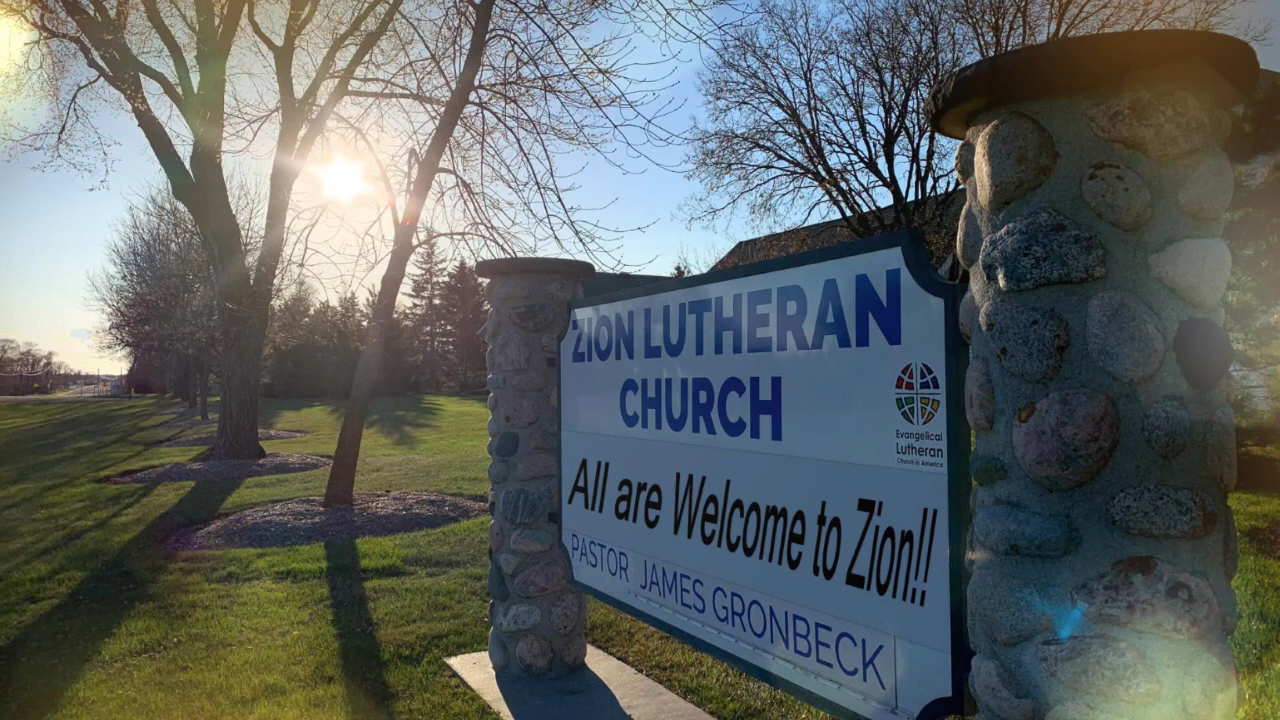 ZION LUTHERAN
CHURCH
Evangelical
Lutheran
Church in America
All are Welcome to Zion!!
PASTOR JAMES GRONBECK